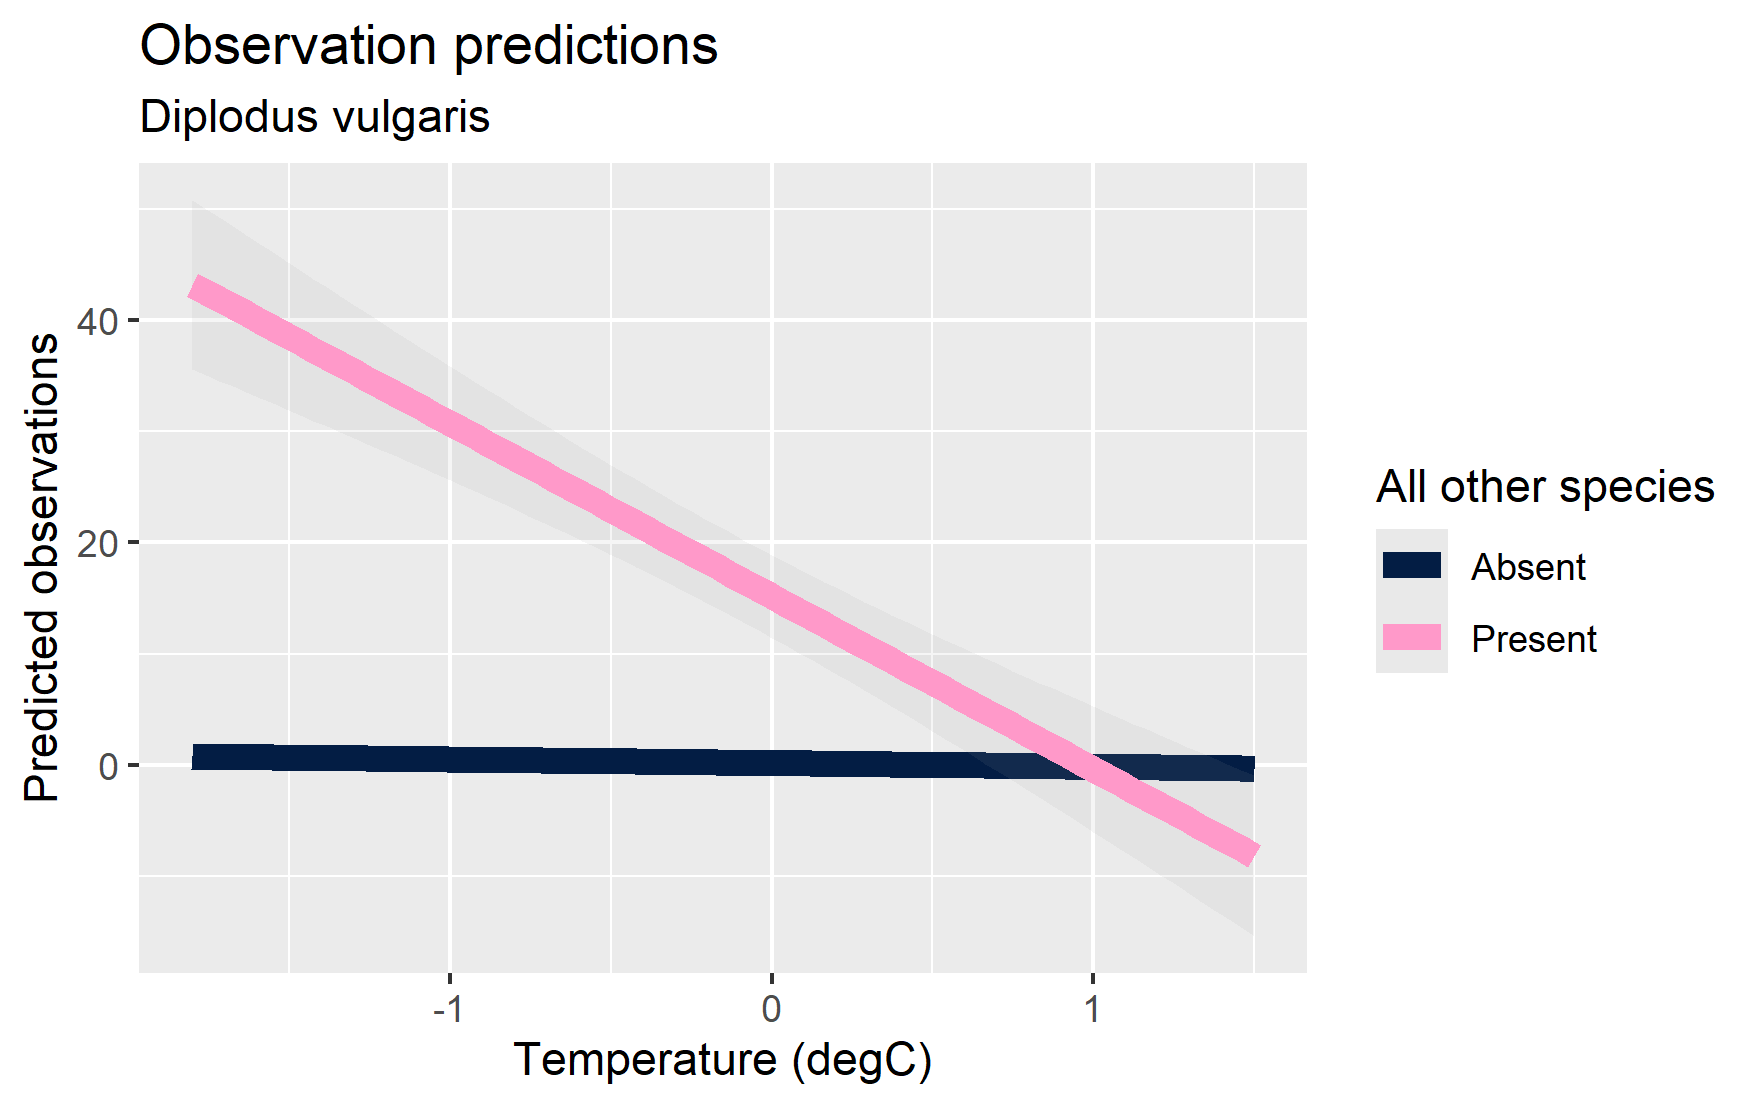 Observation predictions
Diplodus vulgaris
Predicted observations
40
20
0
-1 0 1
Temperature (degC)
All other species
Absent
Present